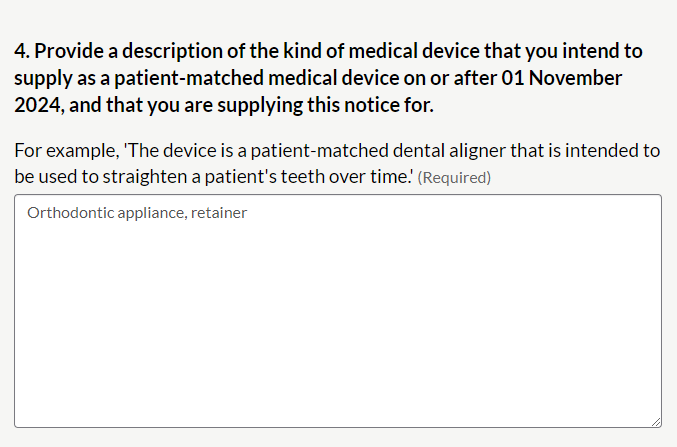 4. Provide a description of the kind of medical device that you intend to
supply as a patient-matched medical device on or after 01 November
2024, and that you are supplying this notice for.
For example, 'The device is a patient-matched dental aligner that is intended to
be used to straighten a patient's teeth over time.' (Required)
Orthodontic appliance, retainer